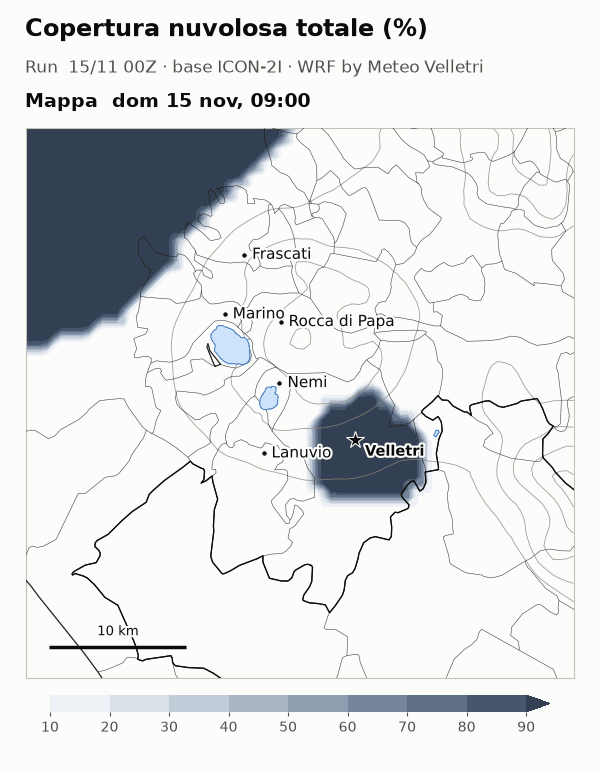 Copertura nuvolosa totale (%)
Run  15/11 00Z · base ICON-2I · WRF by Meteo Velletri
Mappa  dom 15 nov, 09:00
Frascati
Marino
Rocca di Papa
Nemi
Velletri
Lanuvio
10 km
10 20 30 40 50 60 70 80 90